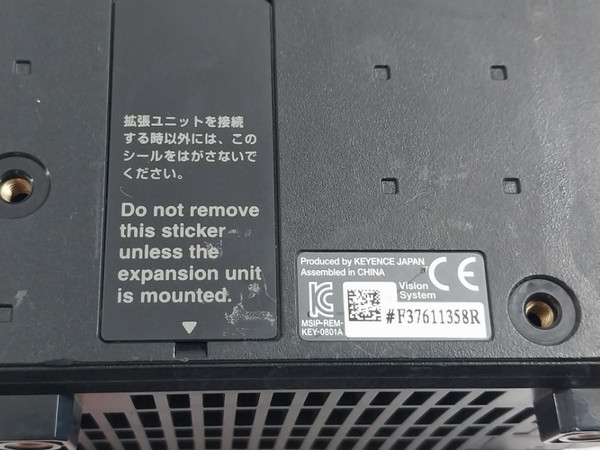 拡張ユニットを接続
する時以外には、この
シールをはがさないで
ください。
Do not remove
this sticker
unless the
expansion unit
is mounted.
Produced by KEYENCE JAPAN
Assembled in CHINA
CE
Vision
System
MSIP-REM-
KEY-0601A
#F37611358R